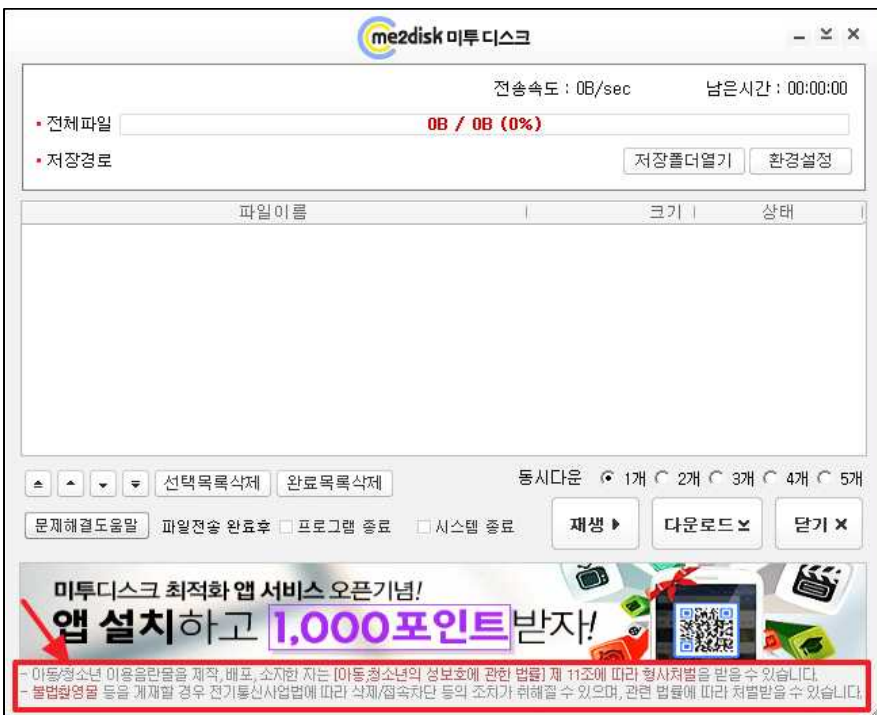 me2disk 미투 디스크
전송속도 : 0B/sec 남은시간 : 00:00:00
전체파일 0B / 0B (0%)
저장경로 저장폴더열기 환경설정
파일이름 크기 상태
선택목록삭제 완료목록삭제 동시다운 1개 2개 3개 4개 5개
문제해결도움말 파일전송 완료후 프로그램 종료 시스템 종료 재생 다운로드 닫기
미투디스크 최적화 앱 서비스 오픈기념!
앱 설치하고 1,000포인트받자!
- 아동/청소년 이용음란물을 제작, 배포, 소지한 자는 [아동,청소년의 성보호에 관한 법률] 제 11조에 따라 형사처벌을 받을 수 있습니다.
- 불법촬영물 등을 게재할 경우 전기통신사업법에 따라 삭제/접속차단 등의 조치가 취해질 수 있으며, 관련 법률에 따라 처벌받을 수 있습니다.